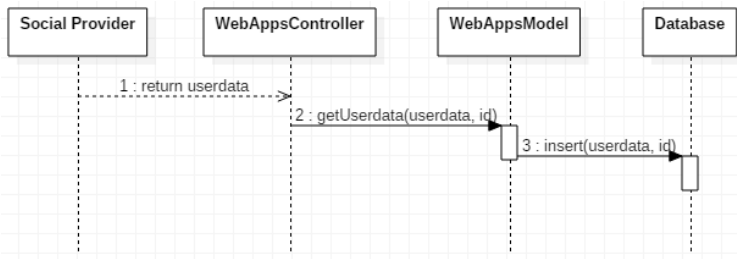 Social Provider
WebAppsController
WebAppsModel
Database
1 : return userdata
2 : getUserdata(userdata, id)
3 : insert(userdata, id)